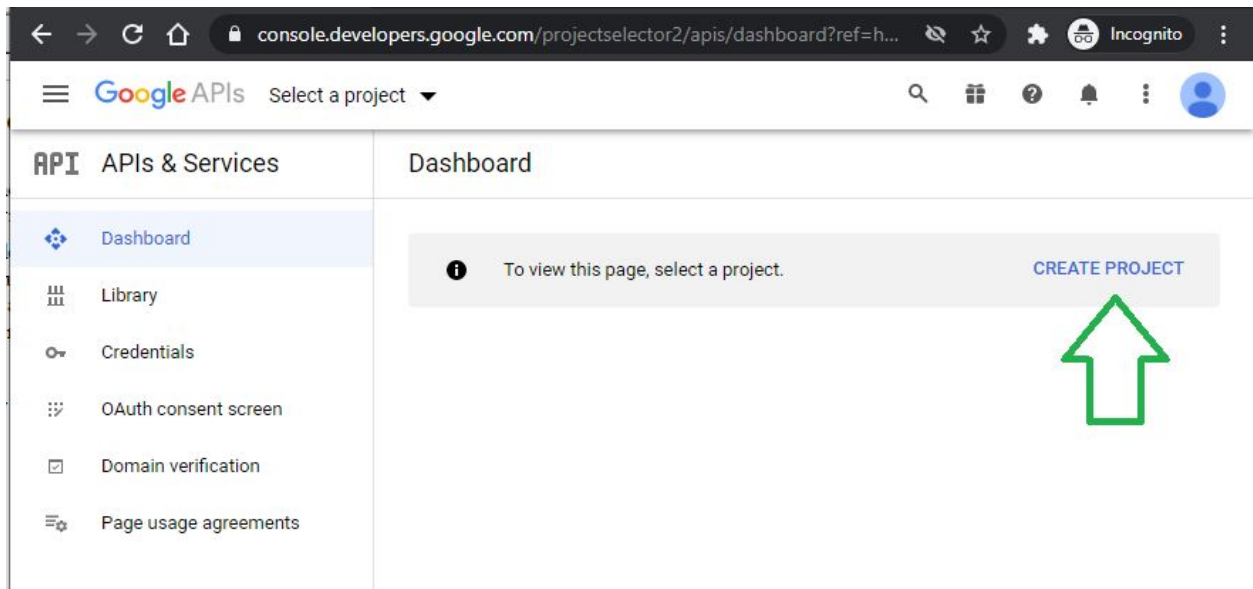 console.developers.google.com/projectselector2/apis/dashboard?ref=h... Incognito
Google APIs Select a project
API APIs & Services Dashboard
Dashboard
To view this page, select a project. CREATE PROJECT
Library
Credentials
OAuth consent screen
Domain verification
Page usage agreements